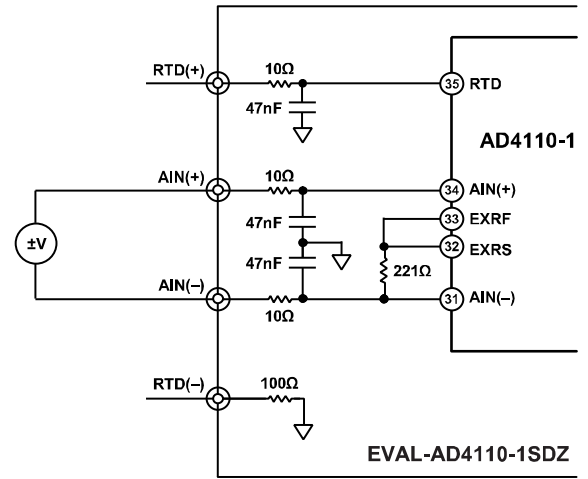 RTD(+)
10Ω
47nF
35 RTD
AD4110-1
AIN(+)
10Ω
34 AIN(+)
33 EXRF
32 EXRS
47nF
±V
47nF
221Ω
AIN(–)
10Ω
31 AIN(–)
RTD(–)
100Ω
EVAL-AD4110-1SDZ